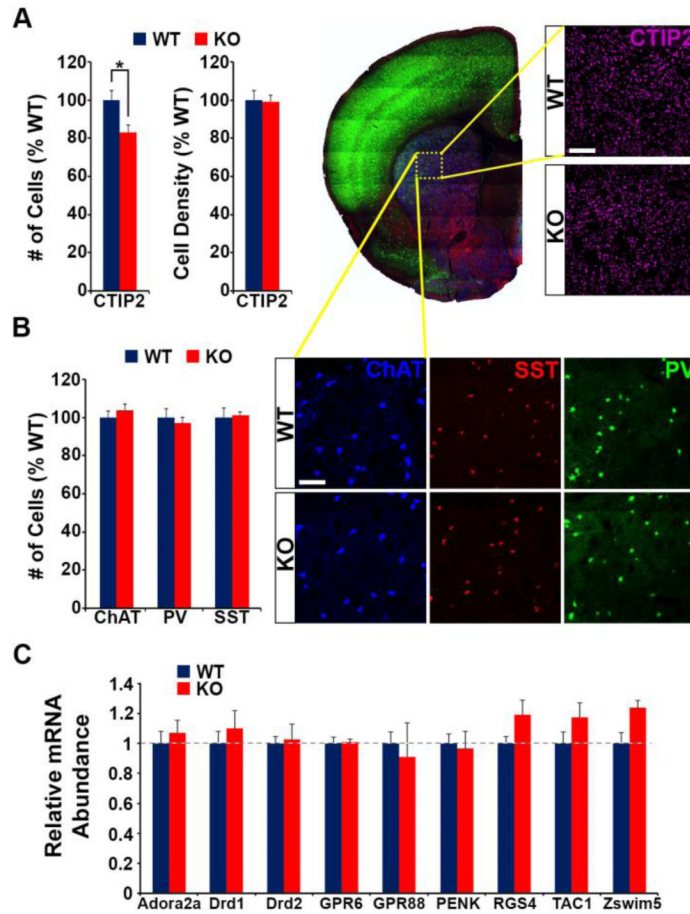 A
WT KO
# of Cells (% WT)
120
100
80
60
40
20
0
*
CTIP2
Cell Density (% WT)
120
100
80
60
40
20
0
CTIP2
WT
CTIP2
KO
B
WT KO
# of Cells (% WT)
120
100
80
60
40
20
0
ChAT PV SST
WT
ChAT
SST
PV
KO
C
WT
KO
Relative mRNA
Abundance
1.4
1.2
1
0.8
0.6
0.4
0.2
0
Adora2a Drd1 Drd2 GPR6 GPR88 PENK RGS4 TAC1 Zswim5